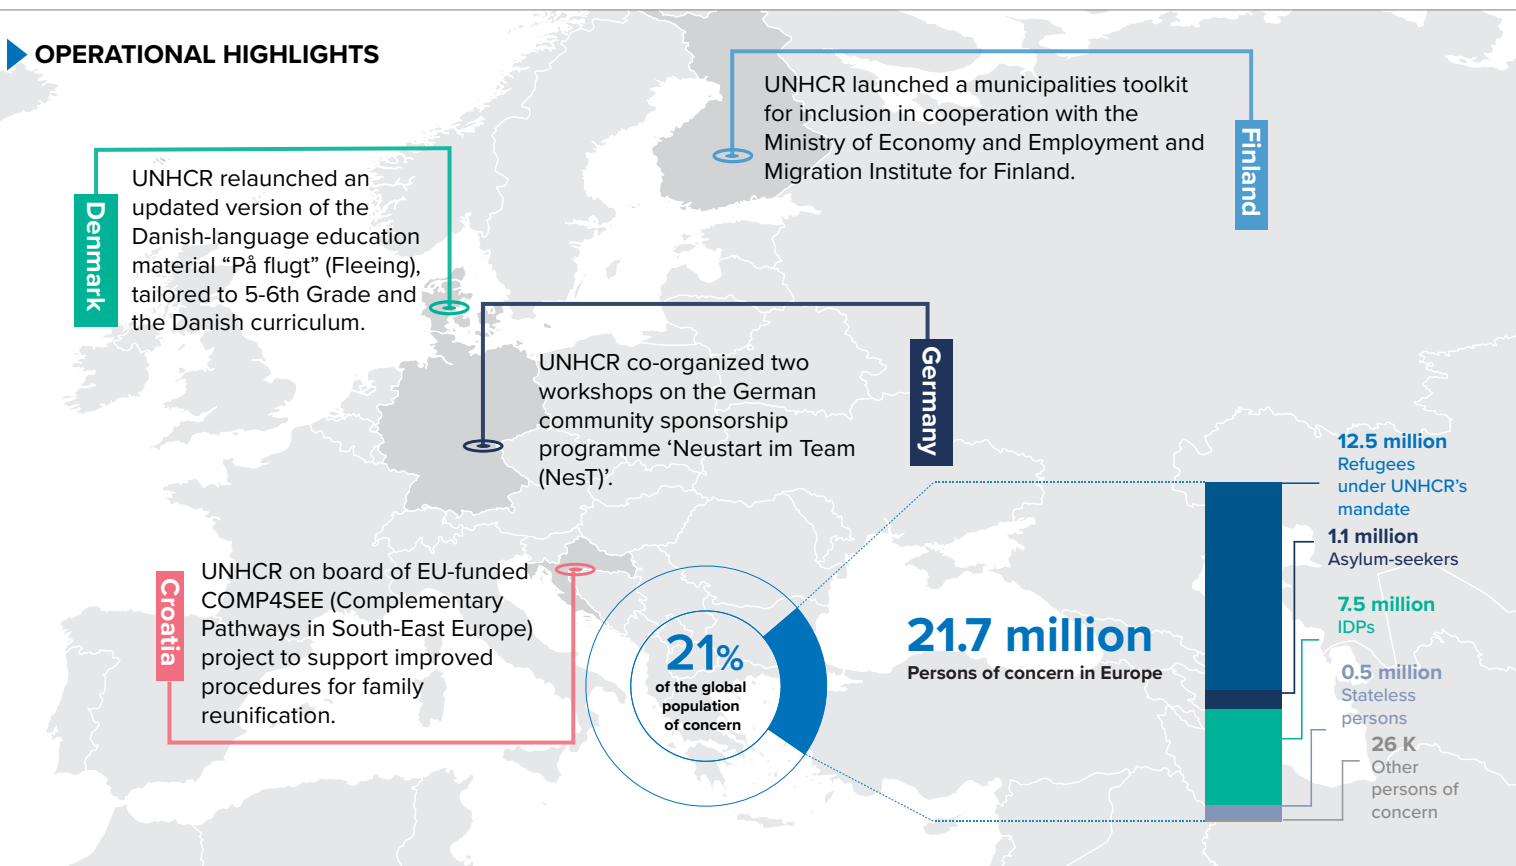 OPERATIONAL HIGHLIGHTS
UNHCR launched a municipalities toolkit
for inclusion in cooperation with the
Ministry of Economy and Employment and
Migration Institute for Finland.
Finland
Denmark
UNHCR relaunched an
updated version of the
Danish-language education
material “På flugt” (Fleeing),
tailored to 5-6th Grade and
the Danish curriculum.
Germany
UNHCR co-organized two
workshops on the German
community sponsorship
programme ‘Neustart im Team
(NesT)’.
Croatia
UNHCR on board of EU-funded
COMP4SEE (Complementary
Pathways in South-East Europe)
project to support improved
procedures for family
reunification.
21%
of the global
population
of concern
21.7 million
Persons of concern in Europe
12.5 million
Refugees
under UNHCR’s
mandate
1.1 million
Asylum-seekers
7.5 million
IDPs
0.5 million
Stateless
persons
26 K
Other
persons of
concern